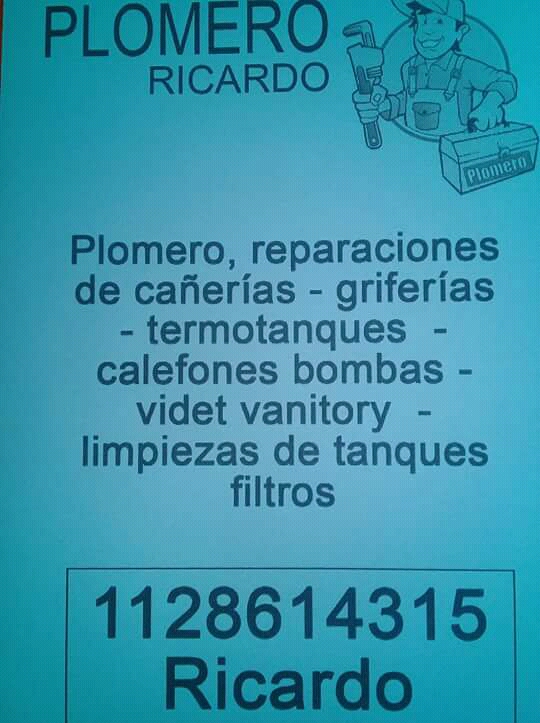 PLOMERO
RICARDO
Plomero
Plomero, reparaciones
de cañerías - griferías
- termotanques -
calefones bombas -
videt vanitory -
limpiezas de tanques
filtros
1128614315
Ricardo